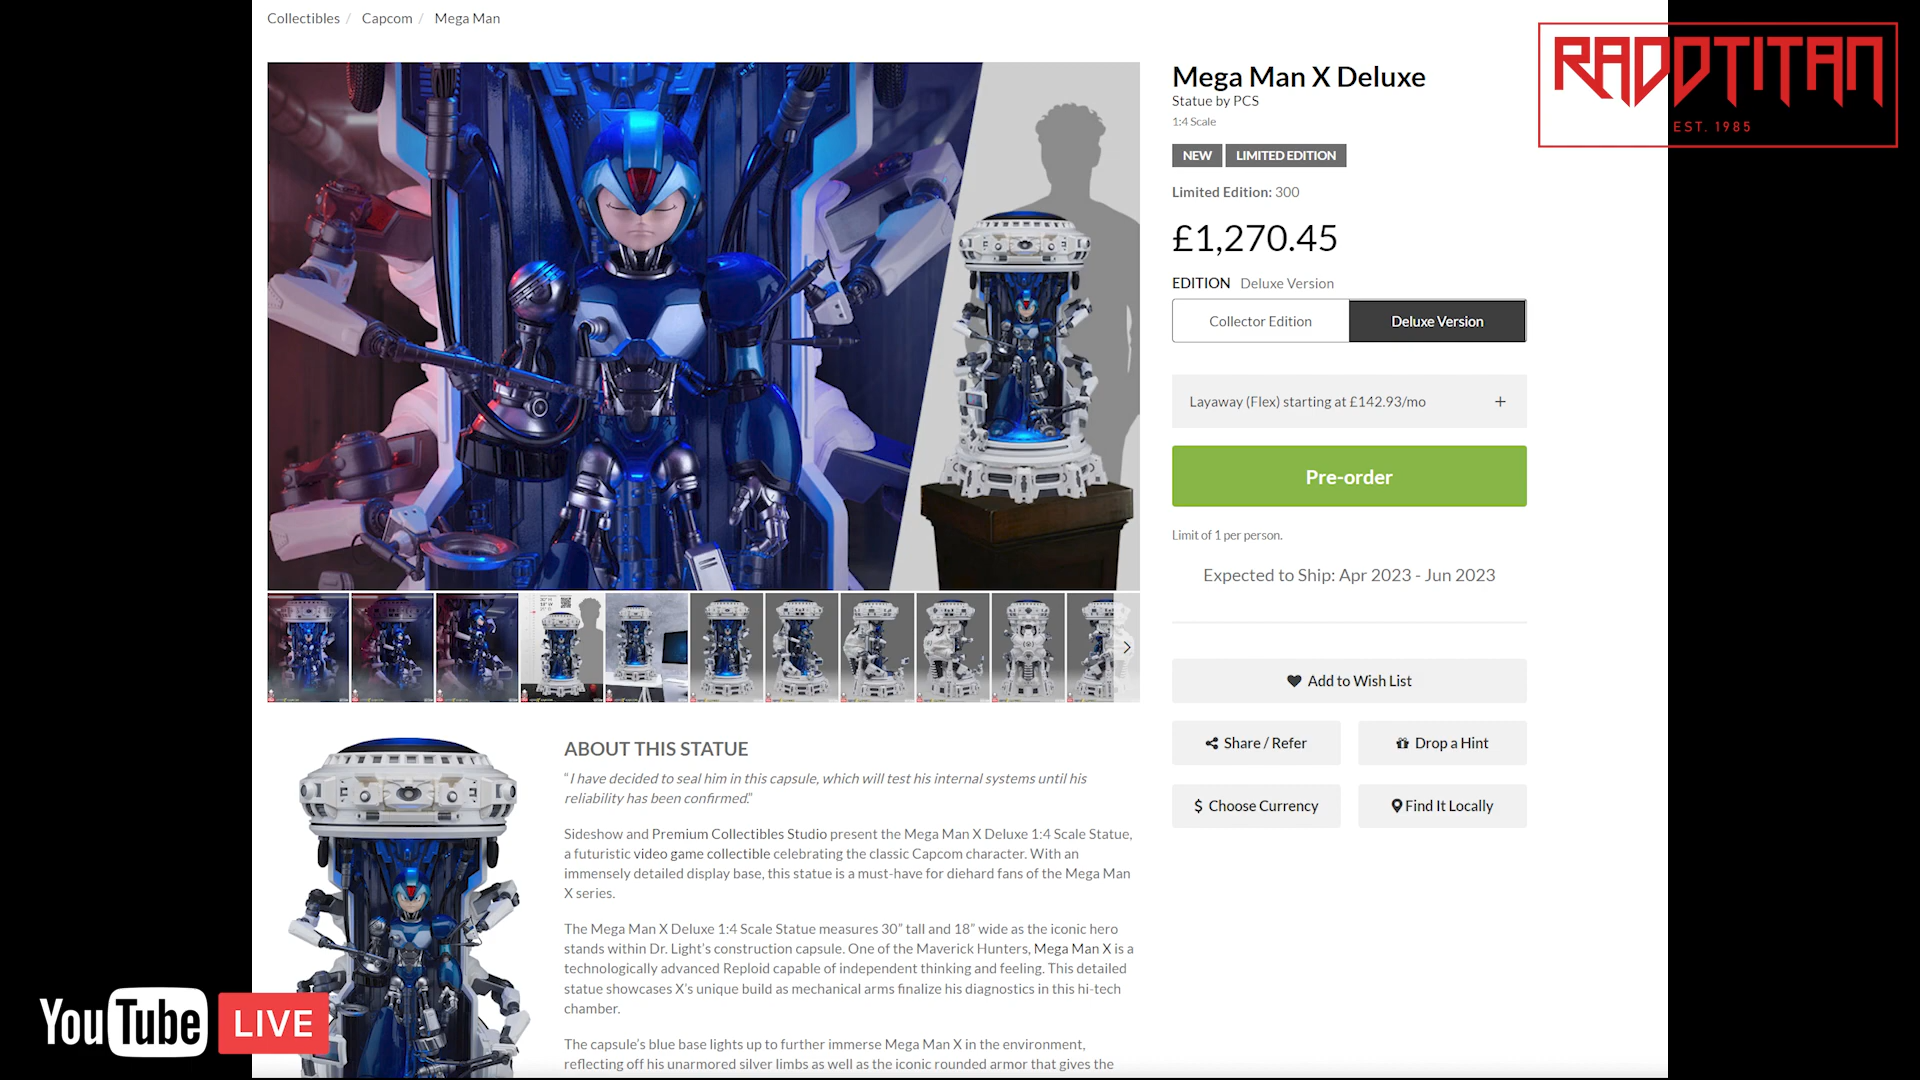 Collectibles / Capcom / Mega Man
RADDTITAN
EST. 1985
Mega Man X Deluxe
Statue by PCS
1:4 Scale
NEW
LIMITED EDITION
Limited Edition: 300
£1,270.45
EDITION Deluxe Version
Collector Edition
Deluxe Version
Layaway (Flex) starting at £142.93/mo +
Pre-order
Limit of 1 per person.
Expected to Ship: Apr 2023 - Jun 2023
Add to Wish List
Share / Refer
Drop a Hint
$ Choose Currency
Find It Locally
ABOUT THIS STATUE
“I have decided to seal him in this capsule, which will test his internal systems until his
reliability has been confirmed.”
Sideshow and Premium Collectibles Studio present the Mega Man X Deluxe 1:4 Scale Statue,
a futuristic video game collectible celebrating the classic Capcom character. With an
immensely detailed display base, this statue is a must-have for diehard fans of the Mega Man
X series.
The Mega Man X Deluxe 1:4 Scale Statue measures 30” tall and 18” wide as the iconic hero
stands within Dr. Light’s construction capsule. One of the Maverick Hunters, Mega Man X is a
technologically advanced Reploid capable of independent thinking and feeling. This detailed
statue showcases X’s unique build as mechanical arms finalize his diagnostics in this hi-tech
chamber.
The capsule’s blue base lights up to further immerse Mega Man X in the environment,
reflecting off his unarmored silver limbs as well as the iconic rounded armor that gives the
YouTube LIVE